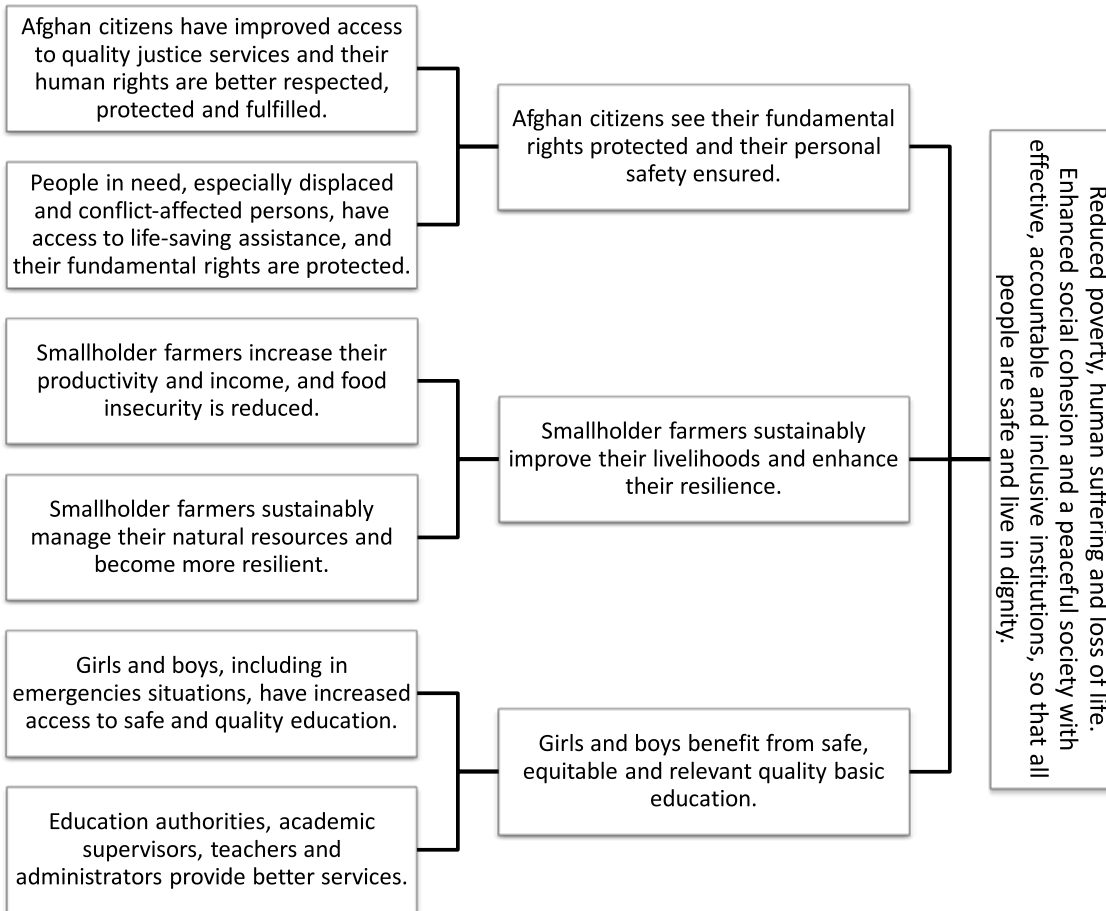 Afghan citizens have improved access
to quality justice services and their
human rights are better respected,
protected and fulfilled.
People in need, especially displaced
and conflict-affected persons, have
access to life-saving assistance, and
their fundamental rights are protected.
Smallholder farmers increase their
productivity and income, and food
insecurity is reduced.
Smallholder farmers sustainably
manage their natural resources and
become more resilient.
Girls and boys, including in
emergencies situations, have increased
access to safe and quality education.
Education authorities, academic
supervisors, teachers and
administrators provide better services.
Afghan citizens see their fundamental
rights protected and their personal
safety ensured.
Smallholder farmers sustainably
improve their livelihoods and enhance
their resilience.
Girls and boys benefit from safe,
equitable and relevant quality basic
education.
Reduced poverty, human suffering and loss of life.
Enhanced social cohesion and a peaceful society with
effective, accountable and inclusive institutions, so that all
people are safe and live in dignity.